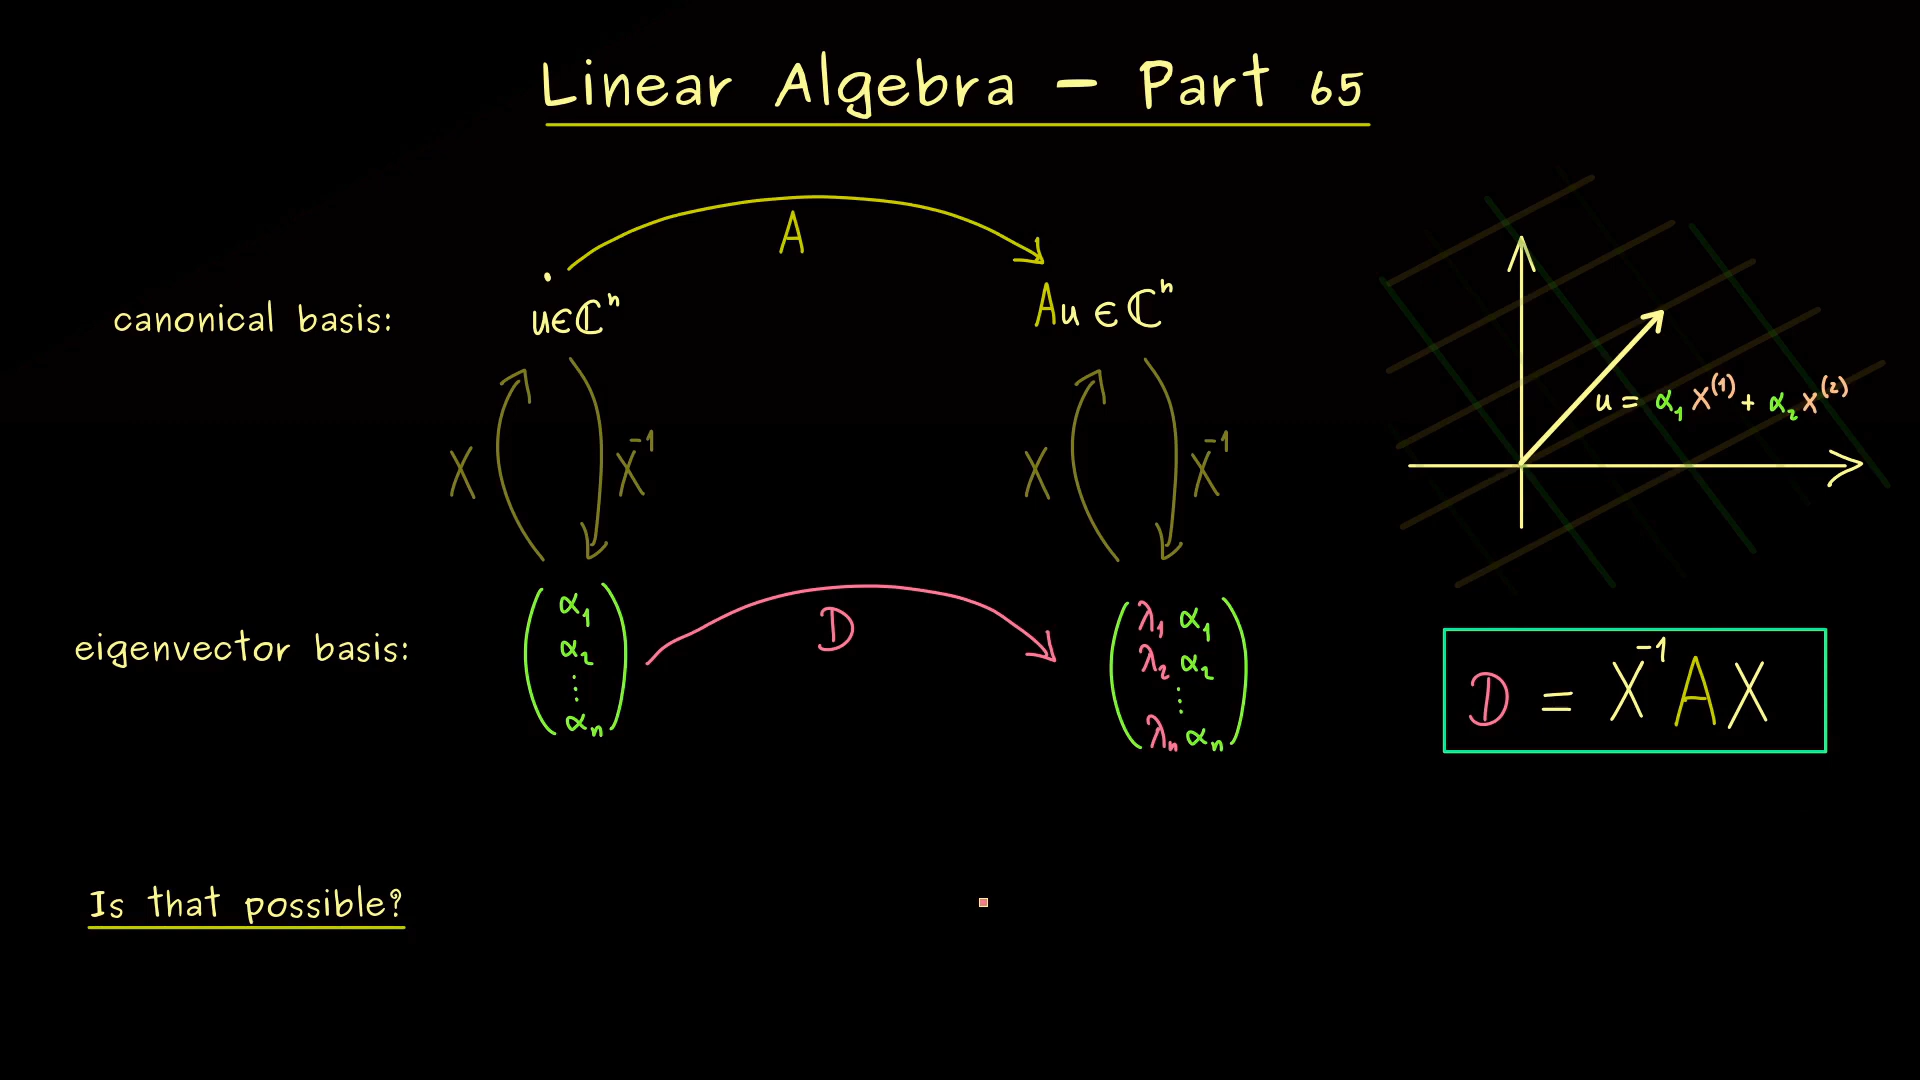 Linear Algebra – Part 65
A
canonical basis:
u∈ℂⁿ
Au ∈ ℂⁿ
u = α₁ x⁽¹⁾ + α₂ x⁽²⁾
X
X⁻¹
X
X⁻¹
eigenvector basis:
α₁
α₂
⋮
αₙ
D
λ₁ α₁
λ₂ α₂
⋮
λₙ αₙ
D = X⁻¹AX
Is that possible?